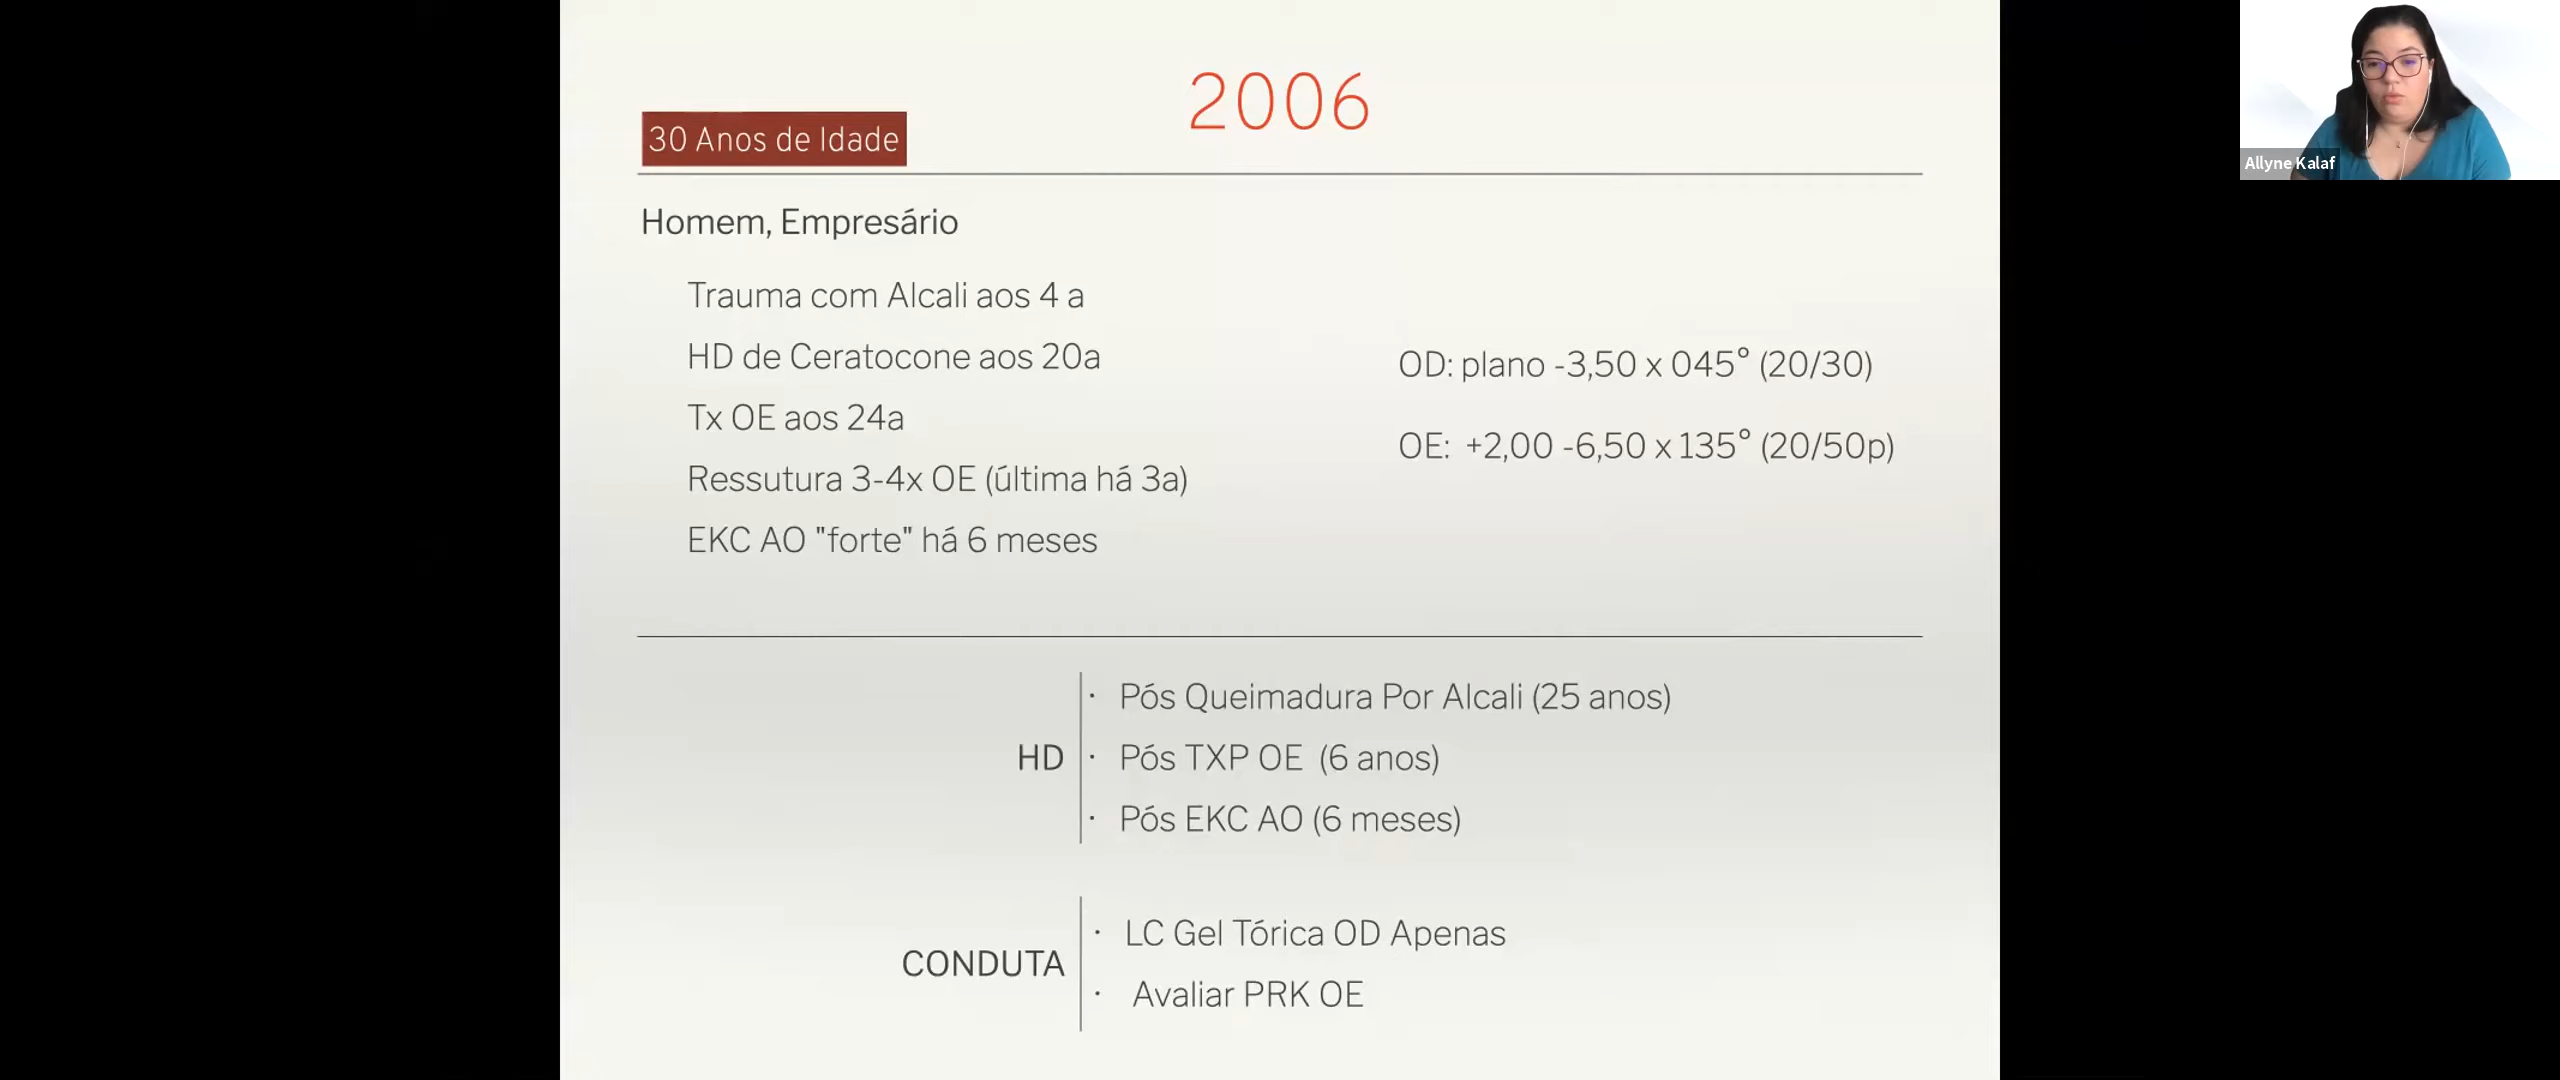 2006
30 Anos de Idade
Homem, Empresário
Trauma com Alcali aos 4 a
HD de Ceratocone aos 20a
Tx OE aos 24a
Ressutura 3-4x OE (última há 3a)
EKC AO "forte" há 6 meses
OD: plano -3,50 x 045° (20/30)
OE: +2,00 -6,50 x 135° (20/50p)
HD
· Pós Queimadura Por Alcali (25 anos)
· Pós TXP OE (6 anos)
· Pós EKC AO (6 meses)
CONDUTA
· LC Gel Tórica OD Apenas
· Avaliar PRK OE
Allyne Kalaf